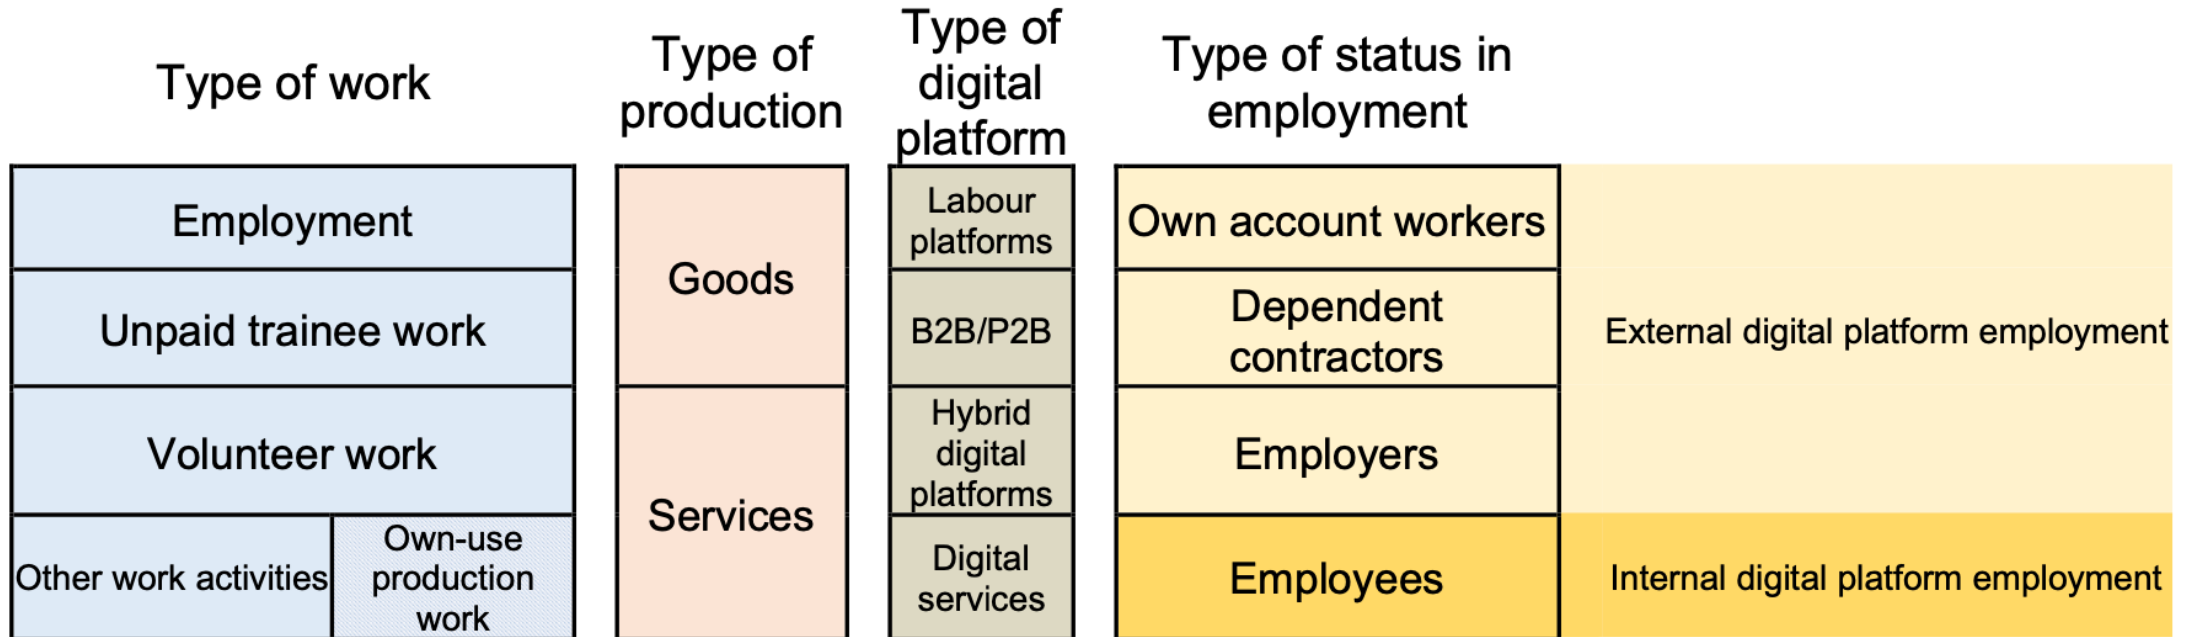 Type of work
Type of
production
Type of
digital
platform
Type of status in
employment
Employment
Unpaid trainee work
Volunteer work
Other work activities
Own-use
production
work
Goods
Services
Labour
platforms
B2B/P2B
Hybrid
digital
platforms
Digital
services
Own account workers
Dependent
contractors
Employers
Employees
External digital platform employment
Internal digital platform employment